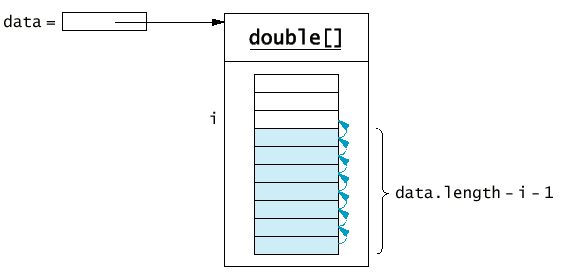 data =
double[]
i
data.length - i - 1